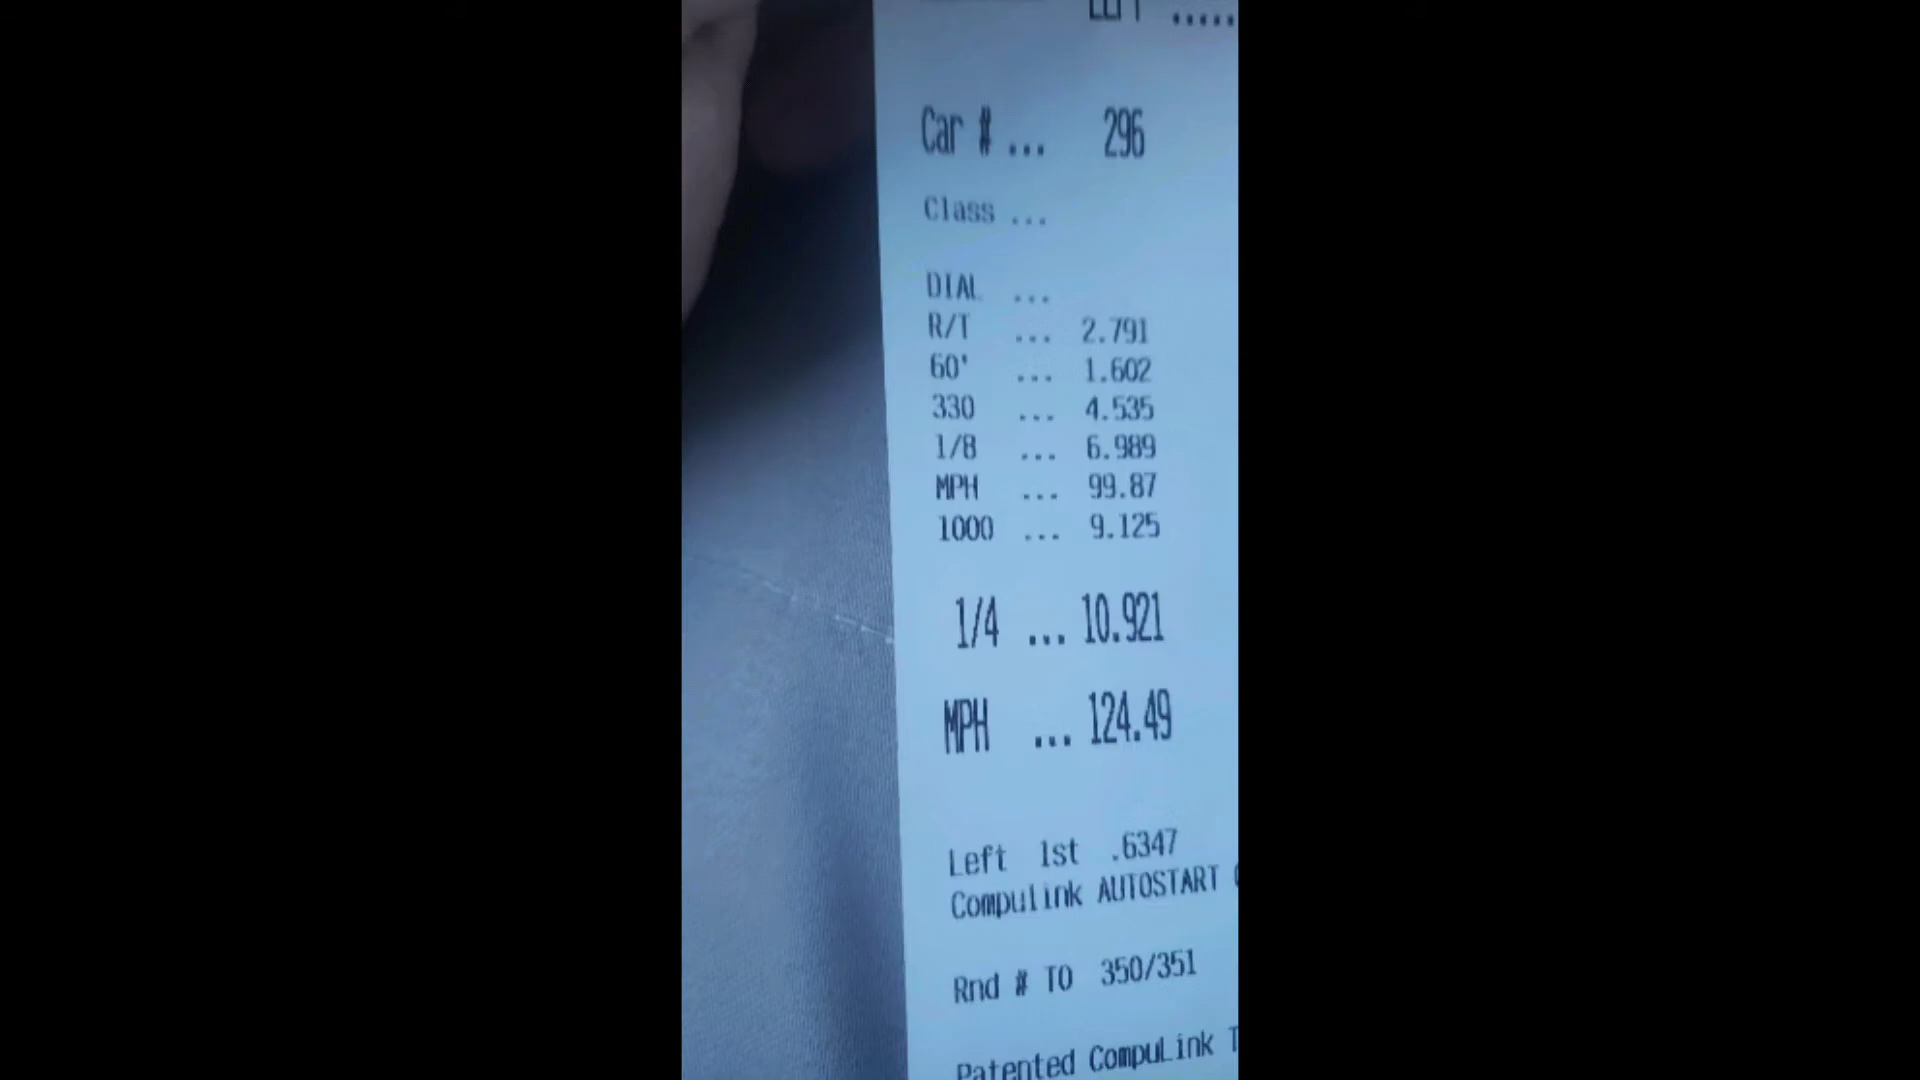 LEFT .....
Car # ... 296
Class ...
DIAL ...
R/T ... 2.791
60' ... 1.602
330 ... 4.535
1/8 ... 6.989
MPH ... 99.87
1000 ... 9.125
1/4 ... 10.921
MPH ... 124.49
Left 1st .6347
Compulink AUTOSTART
Rnd # TO 350/351
Patented CompuLink